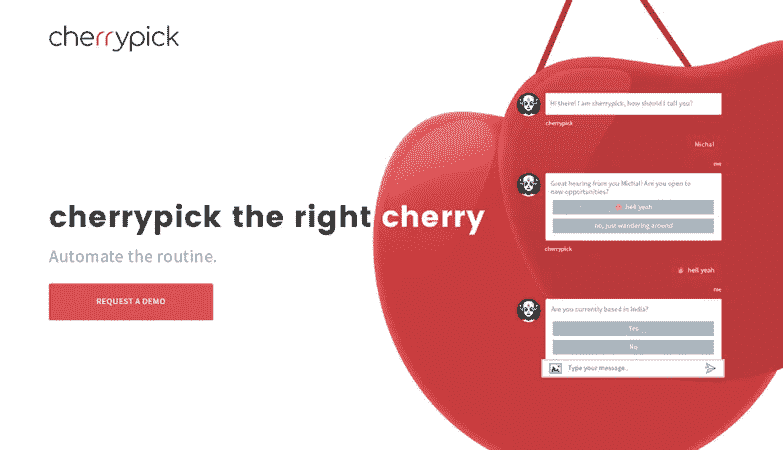 cherrypick
cherrypick the right cherry
Automate the routine.
REQUEST A DEMO
Hi there! I am cherrypick, how should I call you?
cherrypick
Michal
me
Great hearing from you Michal! Are you open to
new opportunities?
hell yeah
no, just wandering around
cherrypick
hell yeah
me
Are you currently based in India?
Yes
No
Type your message..